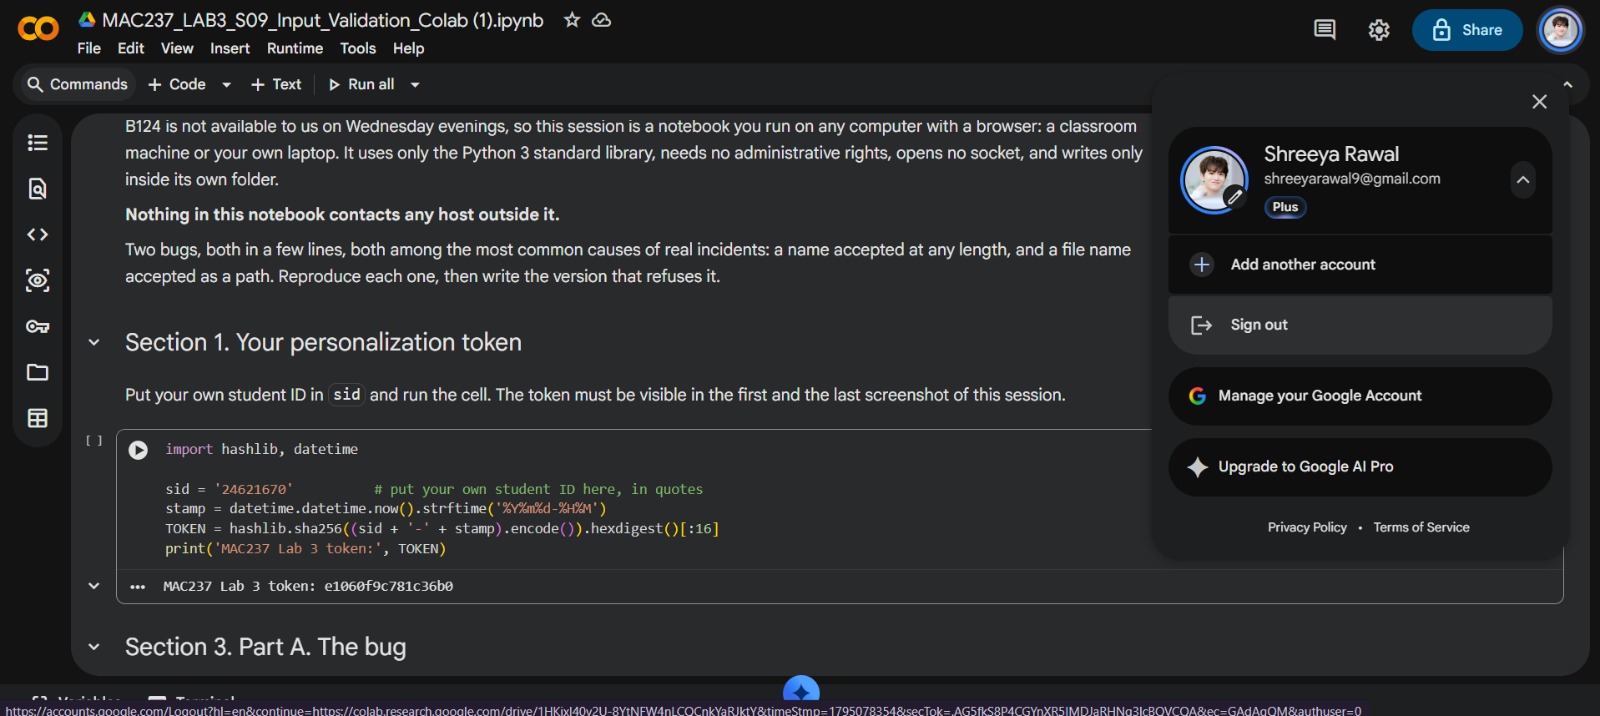 MAC237_LAB3_S09_Input_Validation_Colab (1).ipynb
File Edit View Insert Runtime Tools Help
Share
Commands + Code + Text Run all
B124 is not available to us on Wednesday evenings, so this session is a notebook you run on any computer with a browser: a classroom
machine or your own laptop. It uses only the Python 3 standard library, needs no administrative rights, opens no socket, and writes only
inside its own folder.
Nothing in this notebook contacts any host outside it.
Two bugs, both in a few lines, both among the most common causes of real incidents: a name accepted at any length, and a file name
accepted as a path. Reproduce each one, then write the version that refuses it.
Section 1. Your personalization token
Put your own student ID in sid and run the cell. The token must be visible in the first and the last screenshot of this session.
[ ]
import hashlib, datetime
sid = '24621670' # put your own student ID here, in quotes
stamp = datetime.datetime.now().strftime('%Y%m%d-%H%M')
TOKEN = hashlib.sha256((sid + '-' + stamp).encode()).hexdigest()[:16]
print('MAC237 Lab 3 token:', TOKEN)
MAC237 Lab 3 token: e1060f9c781c36b0
Section 3. Part A. The bug
Shreeya Rawal
shreeyarawal9@gmail.com
Plus
Add another account
Sign out
Manage your Google Account
Upgrade to Google AI Pro
Privacy Policy • Terms of Service
Variables Terminal